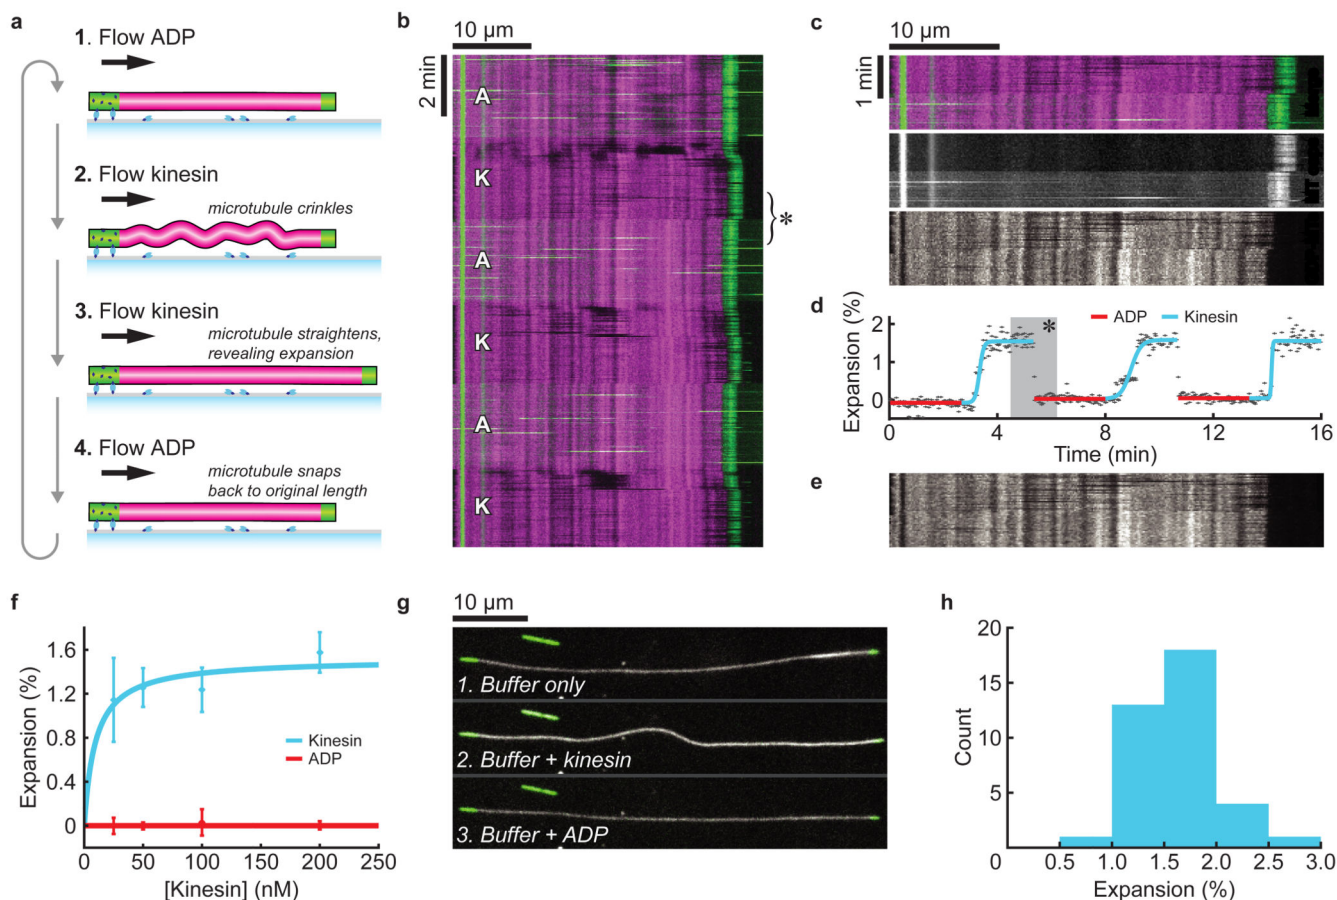 a
1. Flow ADP
2. Flow kinesin
microtubule crinkles
3. Flow kinesin
microtubule straightens,
revealing expansion
4. Flow ADP
microtubule snaps
back to original length
b
10 µm
2 min
A
K
A
K
A
K
*
c
10 µm
1 min
d
Expansion (%)
2
1
0
ADP
Kinesin
*
0
4
8
12
16
Time (min)
e
f
Expansion (%)
1.6
1.2
0.8
0.4
0
Kinesin
ADP
0
50
100
150
200
250
[Kinesin] (nM)
g
10 µm
1. Buffer only
2. Buffer + kinesin
3. Buffer + ADP
h
Count
20
15
10
5
0
0.5
1.0
1.5
2.0
2.5
3.0
Expansion (%)